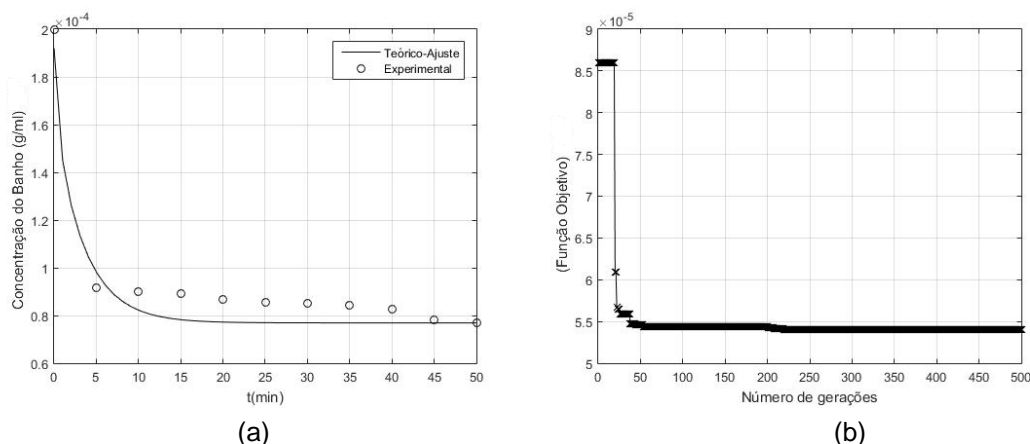 ×10⁻⁴
2
1.8
1.6
1.4
1.2
1
0.8
0.6
Concentração do Banho (g/ml)
0 5 10 15 20 25 30 35 40 45 50
t(min)
Teórico-Ajuste
Experimental
(a)
×10⁻⁵
9
8.5
8
7.5
7
6.5
6
5.5
5
(Função Objetivo)
0 50 100 150 200 250 300 350 400 450 500
Número de gerações
(b)